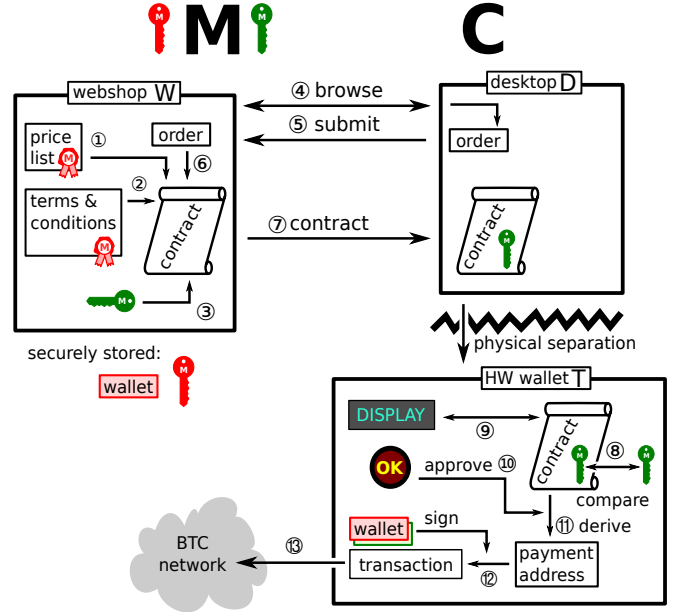 M
M
M
C
webshop W
desktop D
④ browse
⑤ submit
price
list
M
①
order
⑥
order
②
terms &
conditions
M
contract
⑦ contract
contract
M
M
③
securely stored:
wallet
M
physical separation
HW wallet T
DISPLAY
⑨
contract
M
⑧
M
compare
OK
approve ⑩
⑪ derive
wallet
sign
BTC
network
⑬
transaction
⑫
payment
address